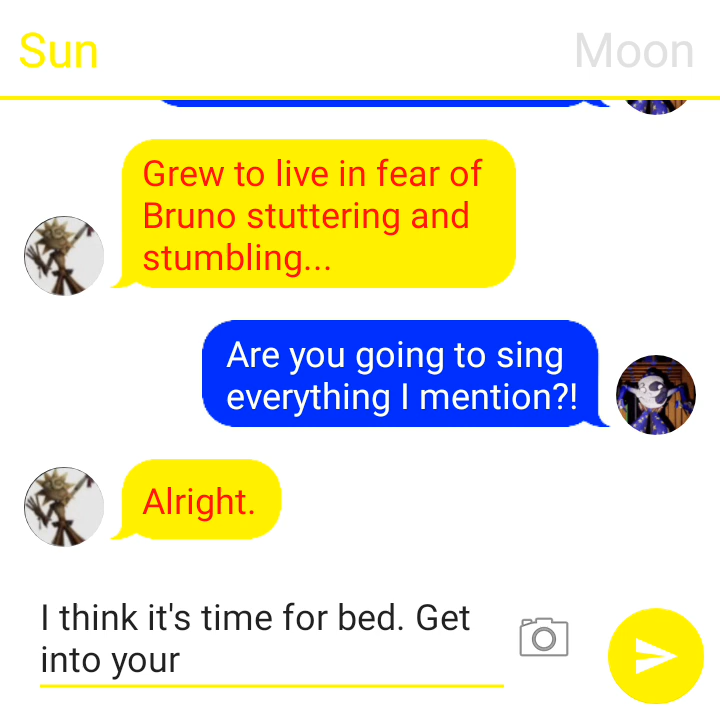 Sun
Moon
Grew to live in fear of
Bruno stuttering and
stumbling...
Are you going to sing
everything I mention?!
Alright.
I think it's time for bed. Get
into your